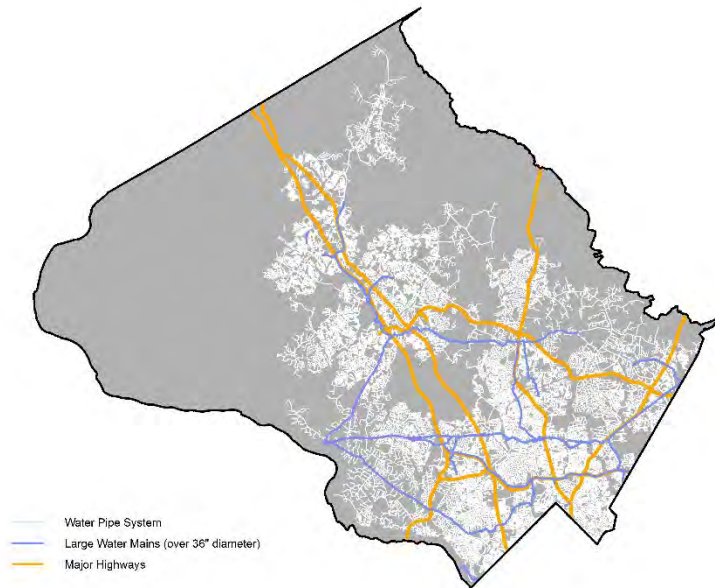 Water Pipe System
Large Water Mains (over 36" diameter)
Major Highways